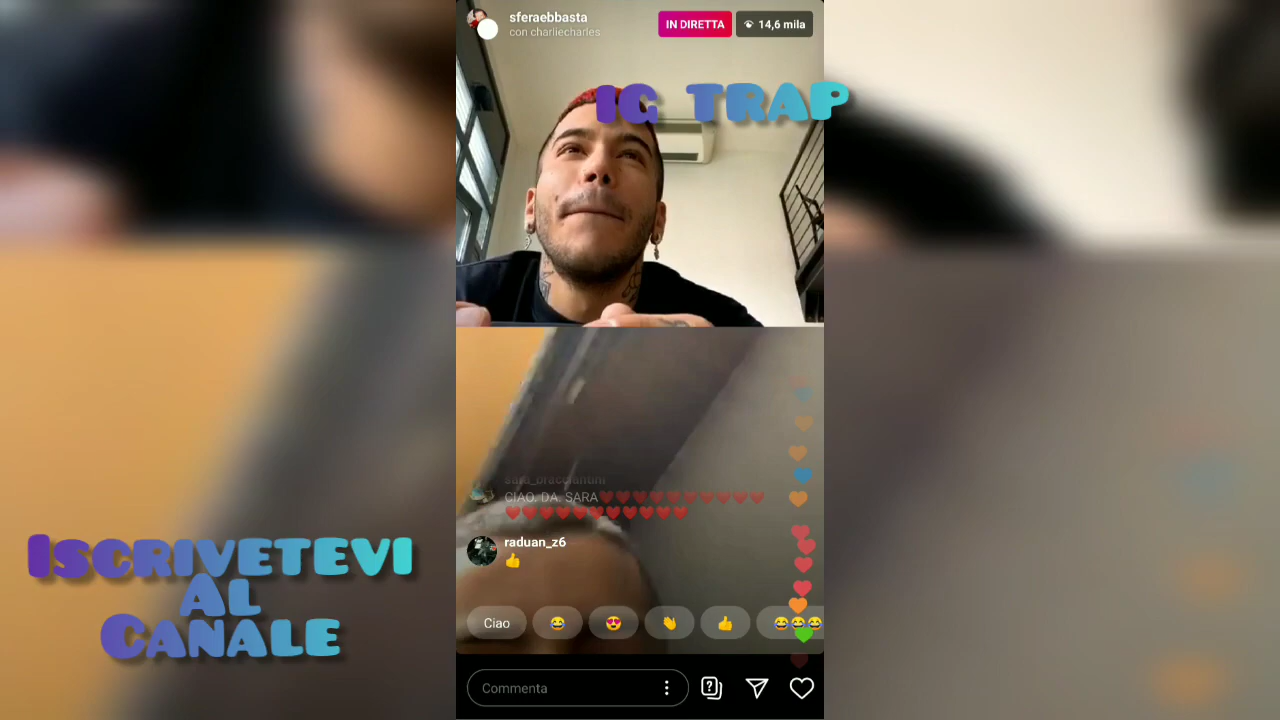 sferaebbasta
con charliecharles
IN DIRETTA
14,6 mila
IG TRAP
sara_bracciantini
CIAO. DA. SARA❤️❤️❤️❤️❤️❤️❤️❤️❤️❤️
❤️❤️❤️❤️❤️❤️❤️❤️❤️❤️❤️
raduan_z6
👍
Ciao 😂 😍 👏 👍 😂😂😂
Commenta
Iscrivetevi
Al
Canale